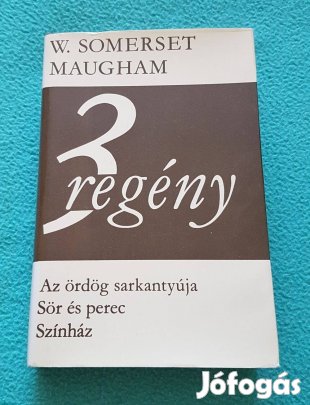 W. SOMERSET
MAUGHAM
3
regény
Az ördög sarkantyúja
Sör és perec
Színház
Jófogás